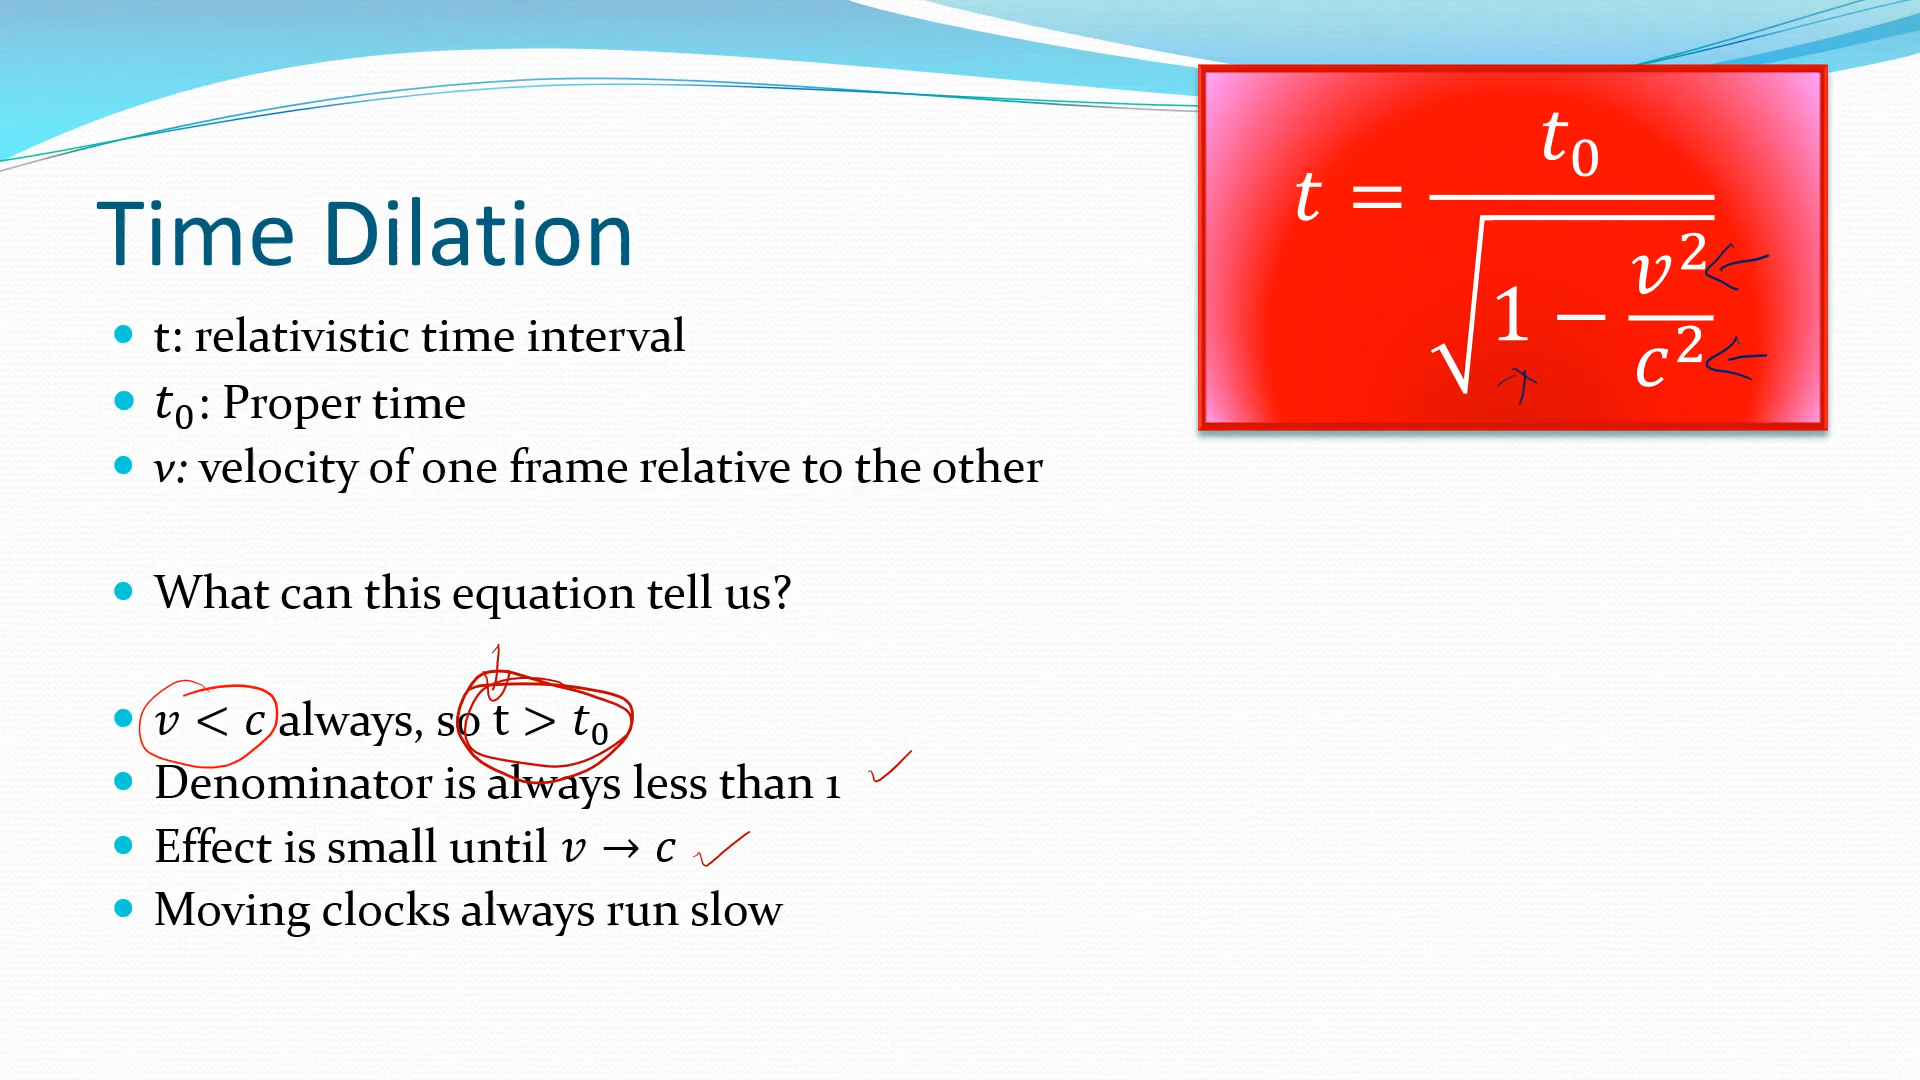 t = t₀ / √(1 − v²/c²)
Time Dilation
t: relativistic time interval
t₀: Proper time
v: velocity of one frame relative to the other
What can this equation tell us?
v < c always, so t > t₀
Denominator is always less than 1
Effect is small until v → c
Moving clocks always run slow